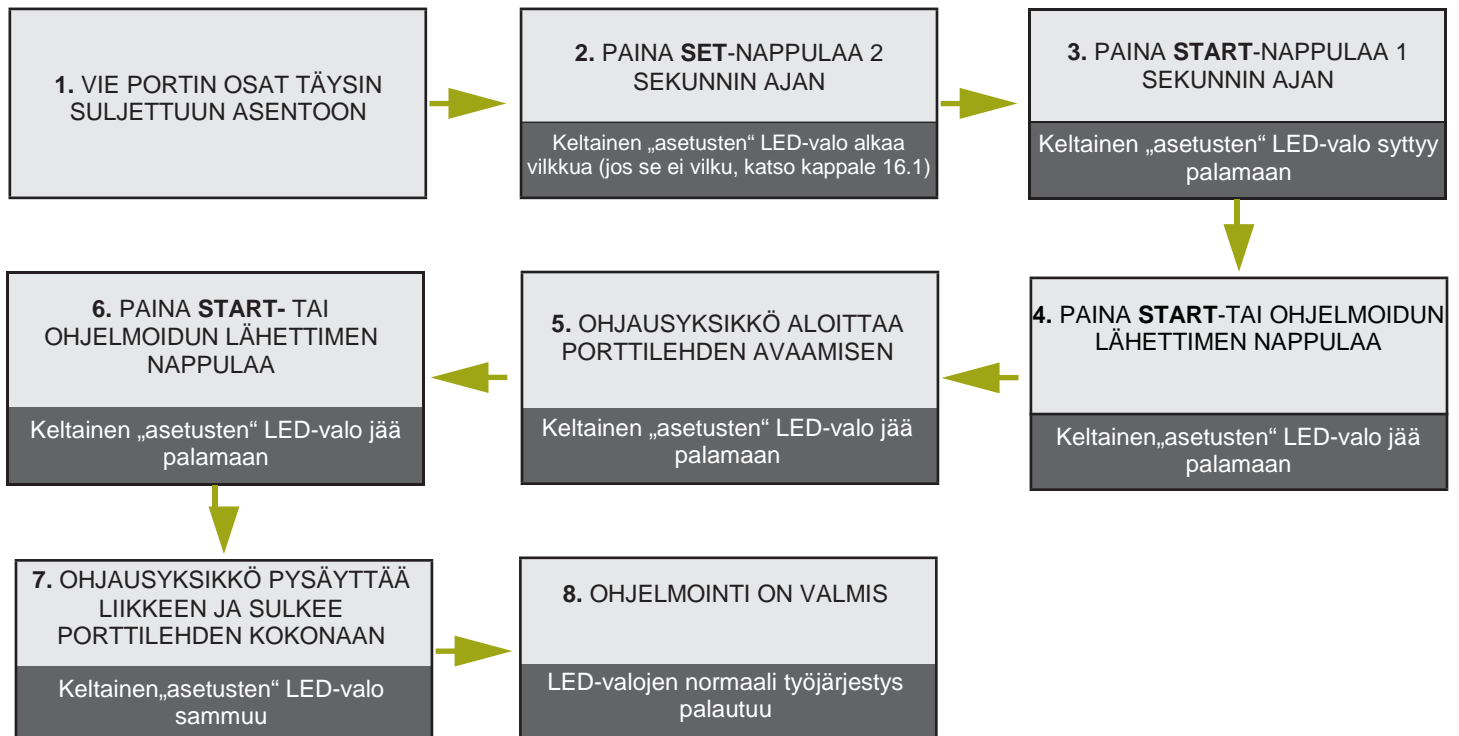 1. VIE PORTIN OSAT TÄYSIN
SULJETTUUN ASENTOON
2. PAINA SET-NAPPULAA 2
SEKUNNIN AJAN
Keltainen „asetusten“ LED-valo alkaa
vilkkua (jos se ei vilku, katso kappale 16.1)
3. PAINA START-NAPPULAA 1
SEKUNNIN AJAN
Keltainen „asetusten“ LED-valo syttyy
palamaan
4. PAINA START-TAI OHJELMOIDUN
LÄHETTIMEN NAPPULAA
Keltainen„asetusten“ LED-valo jää
palamaan
5. OHJAUSYKSIKKÖ ALOITTAA
PORTTILEHDEN AVAAMISEN
Keltainen „asetusten“ LED-valo jää
palamaan
6. PAINA START- TAI
OHJELMOIDUN LÄHETTIMEN
NAPPULAA
Keltainen „asetusten“ LED-valo jää
palamaan
7. OHJAUSYKSIKKÖ PYSÄYTTÄÄ
LIIKKEEN JA SULKEE
PORTTILEHDEN KOKONAAN
Keltainen„asetusten“ LED-valo
sammuu
8. OHJELMOINTI ON VALMIS
LED-valojen normaali työjärjestys
palautuu